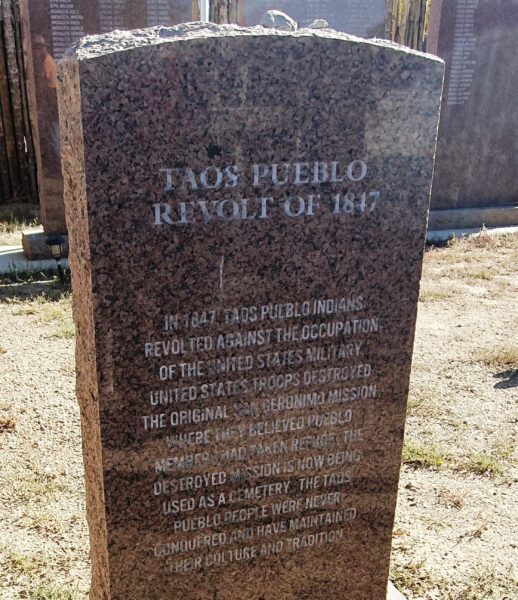 TAOS PUEBLO
REVOLT OF 1847
IN 1847, TAOS PUEBLO INDIANS
REVOLTED AGAINST THE OCCUPATION
OF THE UNITED STATES MILITARY.
UNITED STATES TROOPS DESTROYED
THE ORIGINAL SAN GERONIMO MISSION,
WHERE THEY BELIEVED PUEBLO
MEMBERS HAD TAKEN REFUGE. THE
DESTROYED MISSION IS NOW BEING
USED AS A CEMETERY. THE TAOS
PUEBLO PEOPLE WERE NEVER
CONQUERED AND HAVE MAINTAINED
THEIR CULTURE AND TRADITION.